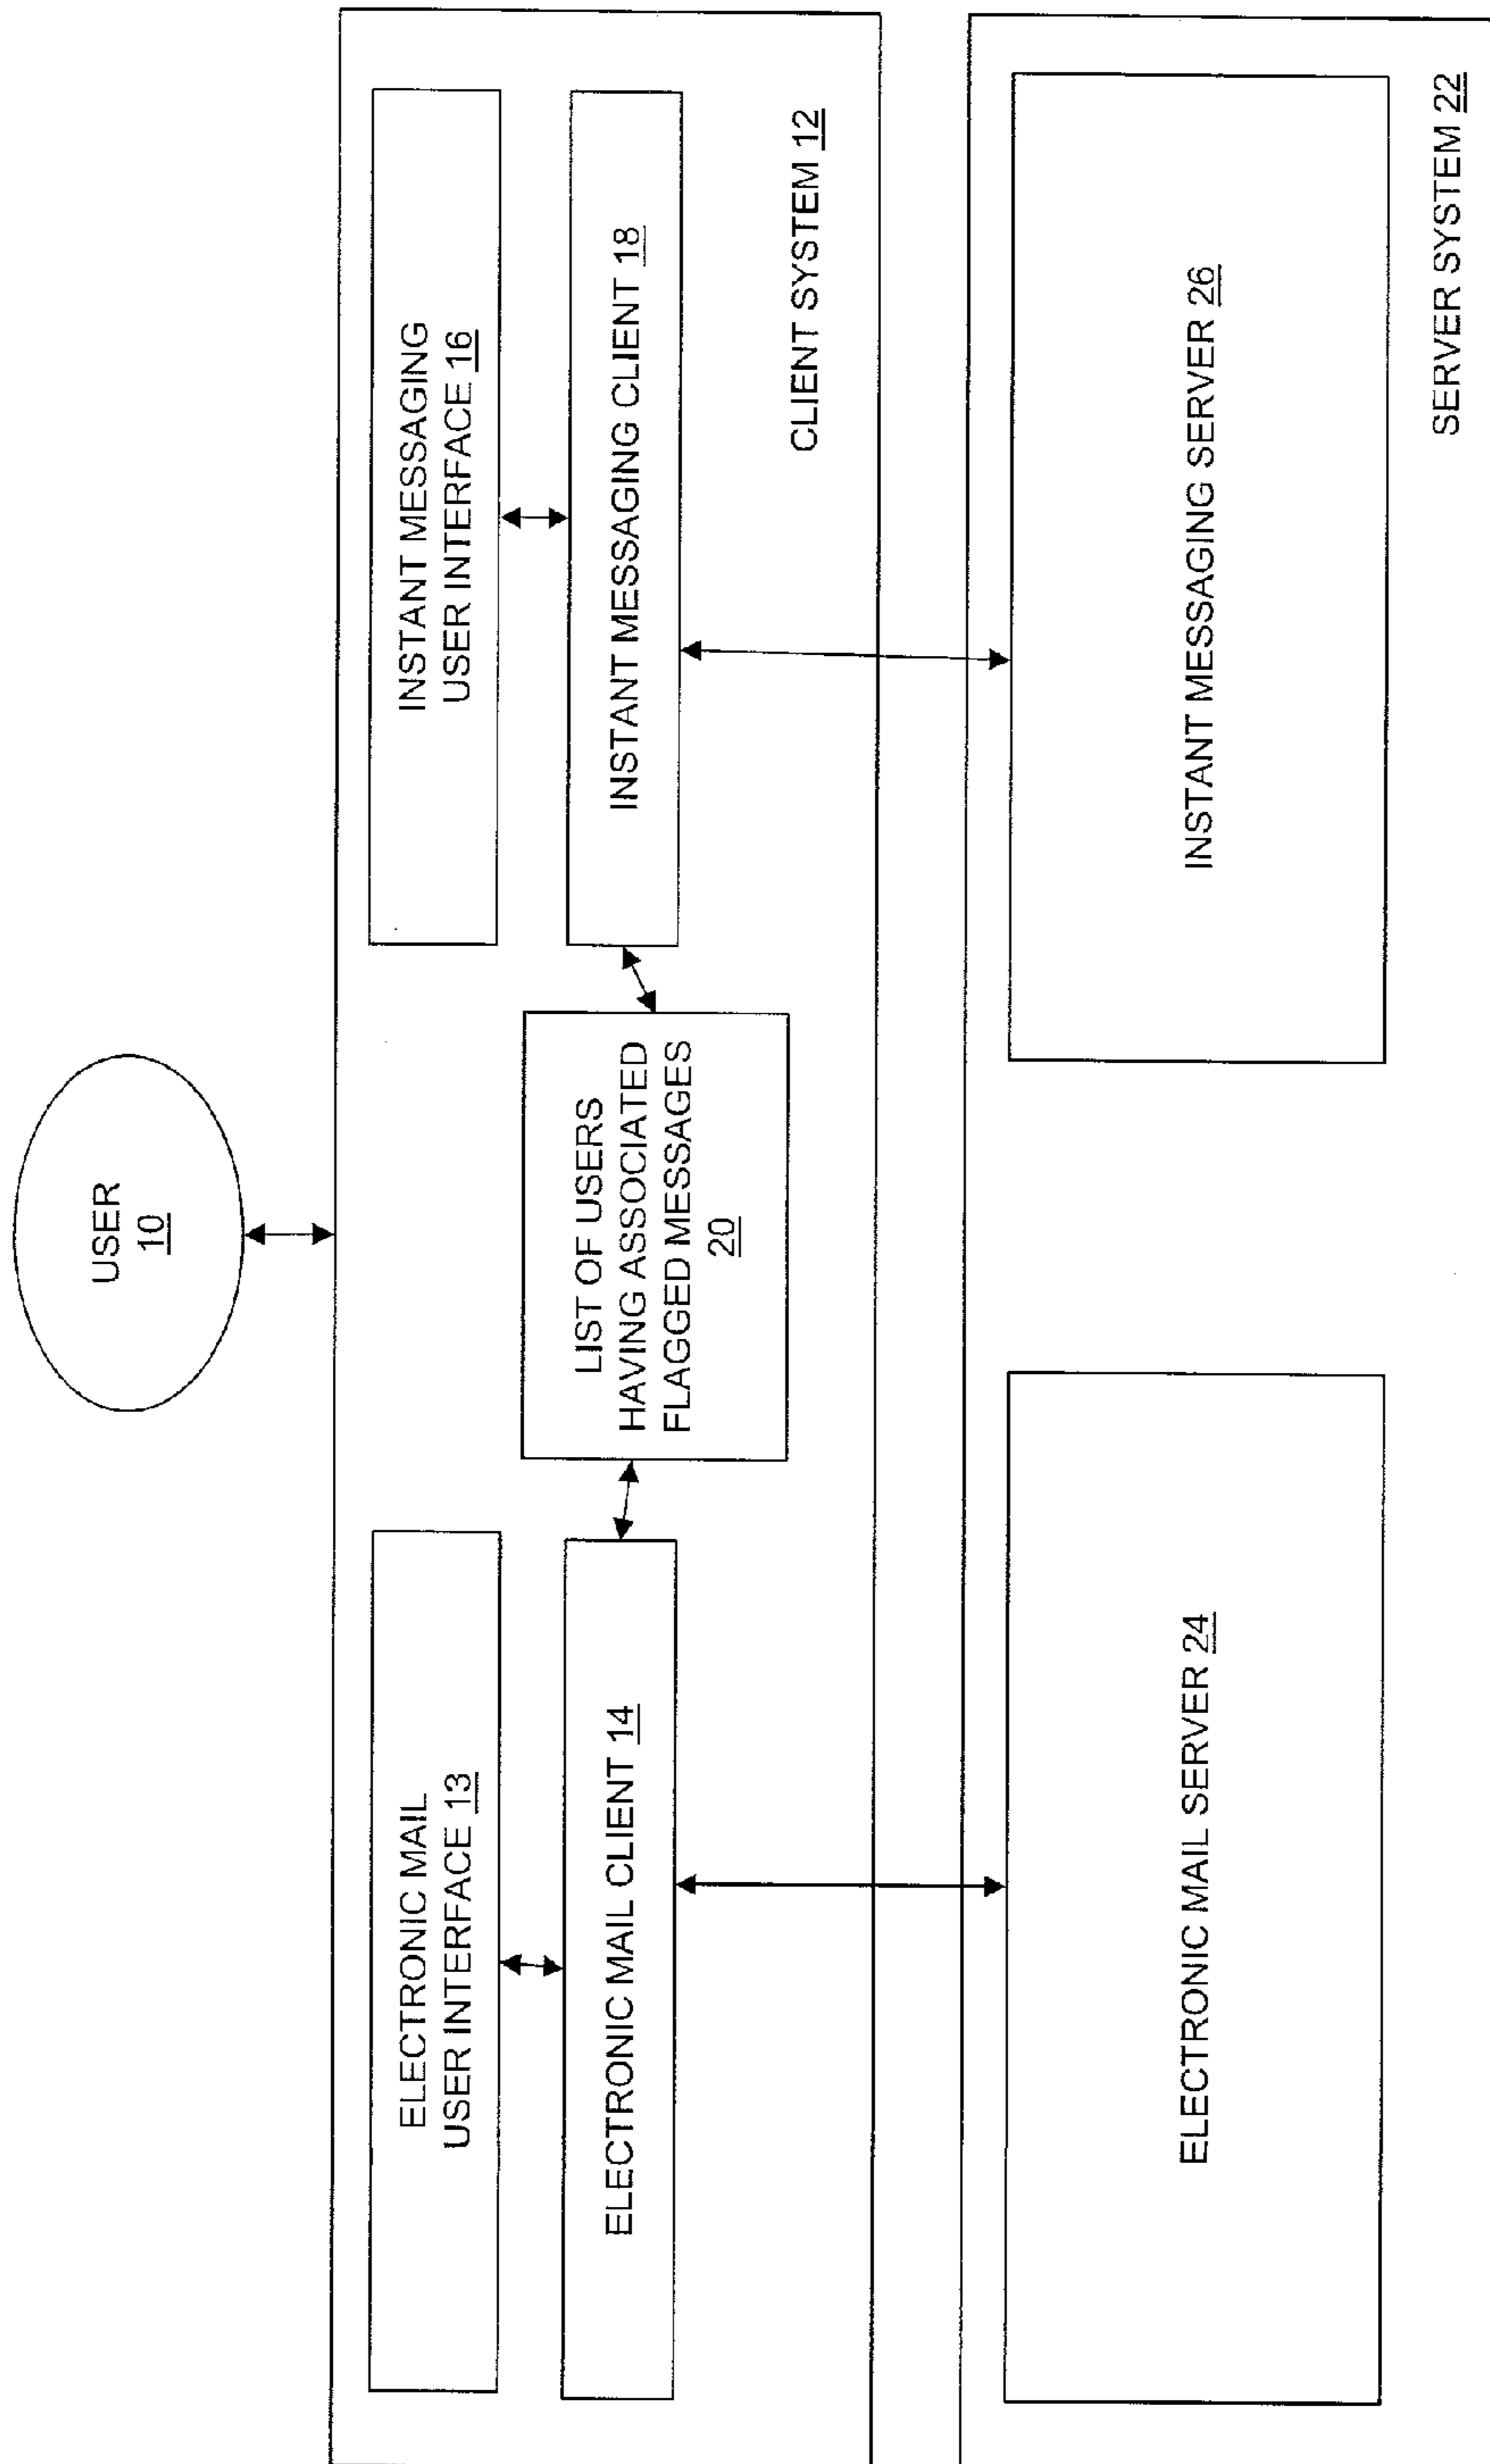 USER
10
ELECTRONIC MAIL
USER INTERFACE 13
INSTANT MESSAGING
USER INTERFACE 16
ELECTRONIC MAIL CLIENT 14
LIST OF USERS
HAVING ASSOCIATED
FLAGGED MESSAGES
20
INSTANT MESSAGING CLIENT 18
CLIENT SYSTEM 12
ELECTRONIC MAIL SERVER 24
INSTANT MESSAGING SERVER 26
SERVER SYSTEM 22